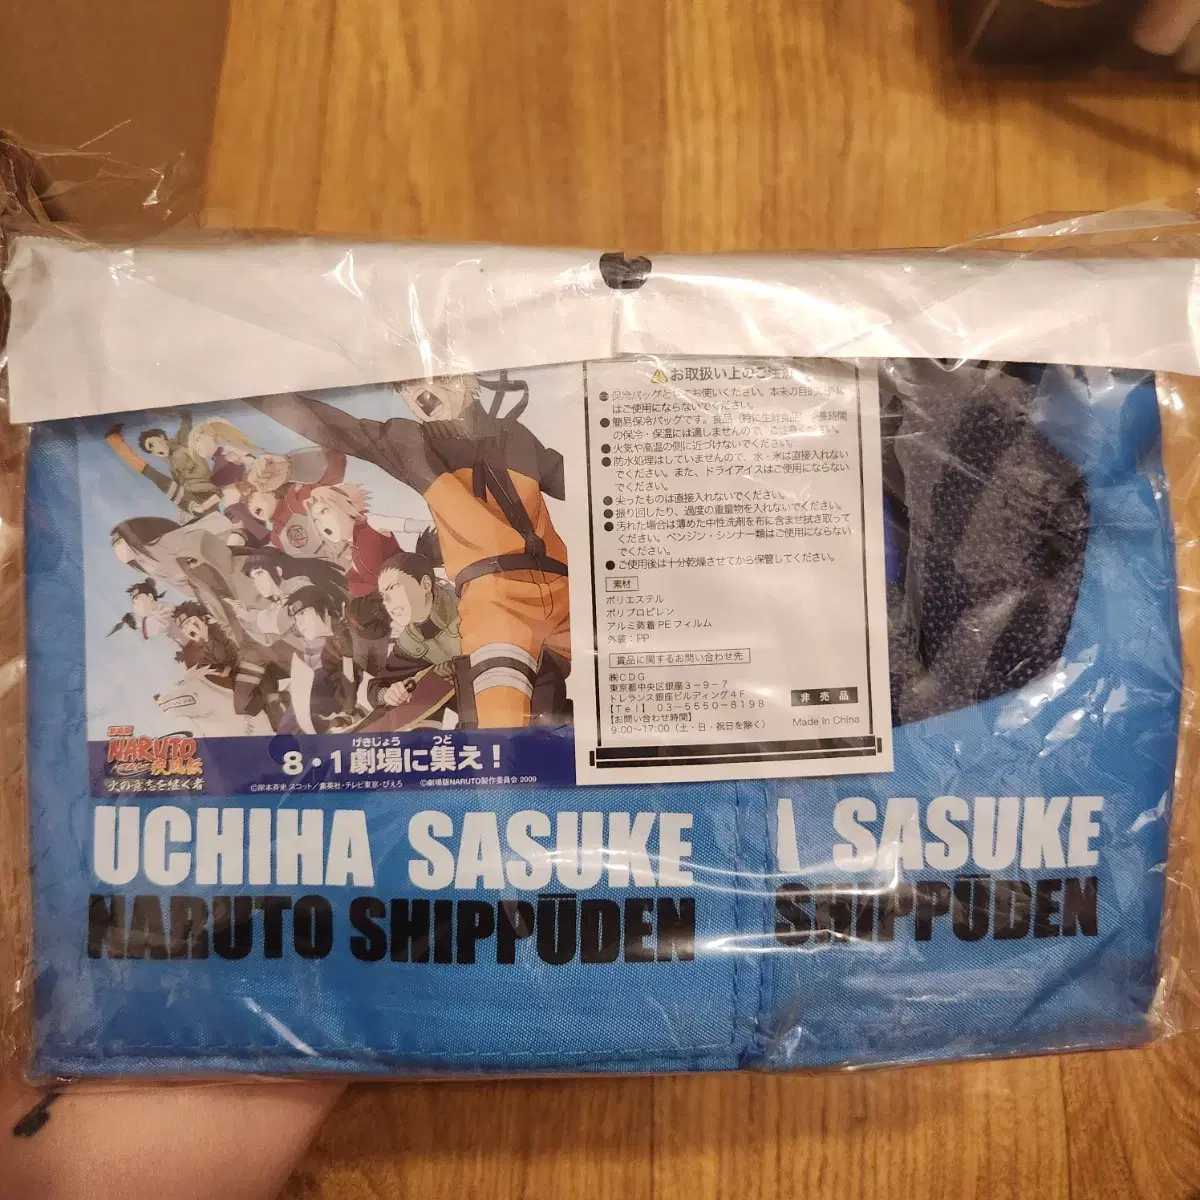 お取扱い上のご注意
● 保冷バッグとしてお使いください。本来の目的以外に
はご使用にならないでください。
● 簡易保冷バッグです。食品(特に生鮮食品)や長時間
の保冷・保温には適しませんので、ご注意ください。
● 火気や高温の側に近づけないでください。
● 防水処理はしていませんので、水・氷は直接入れない
でください。また、ドライアイスはご使用にならない
でください。
● 尖ったものは直接入れないでください。
● 振り回したり、過度の重量物を入れないでください。
● 汚れた場合は薄めた中性洗剤を布に含ませ拭き取って
ください。ベンジン・シンナー類はご使用にならない
でください。
● ご使用後は十分乾燥させてから保管してください。
素材
ポリエステル
ポリプロピレン
アルミ蒸着PEフィルム
外装:PP
賞品に関するお問い合わせ先
㈱CDG
東京都中央区銀座3-9-7
トレランス銀座ビルディング4F
【Tel】 03-5550-8198
【お問い合わせ時間】
9:00~17:00(土・日・祝日を除く)
非売品
Made in China
劇場版
NARUTO
疾風伝
火の意志を継ぐ者
げきじょう つど
8・1劇場に集え!
©岸本斉史 スコット/集英社・テレビ東京・ぴえろ ©劇場版NARUTO製作委員会 2009
UCHIHA SASUKE
NARUTO SHIPPŪDEN
SASUKE
SHIPPŪDEN